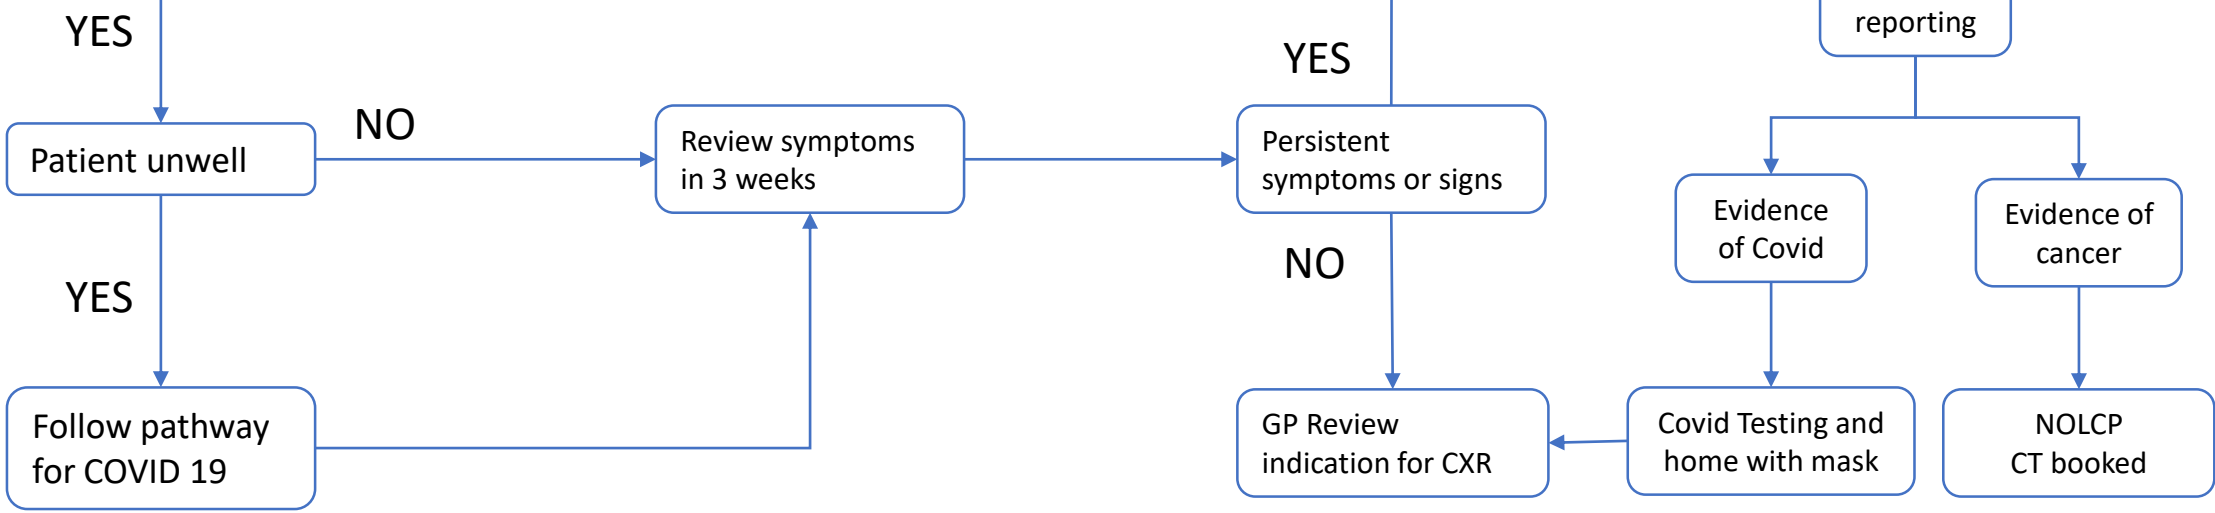 YES
YES
reporting
Patient unwell
NO
Review symptoms
in 3 weeks
Persistent
symptoms or signs
Evidence
of Covid
Evidence of
cancer
YES
NO
Follow pathway
for COVID 19
GP Review
indication for CXR
Covid Testing and
home with mask
NOLCP
CT booked